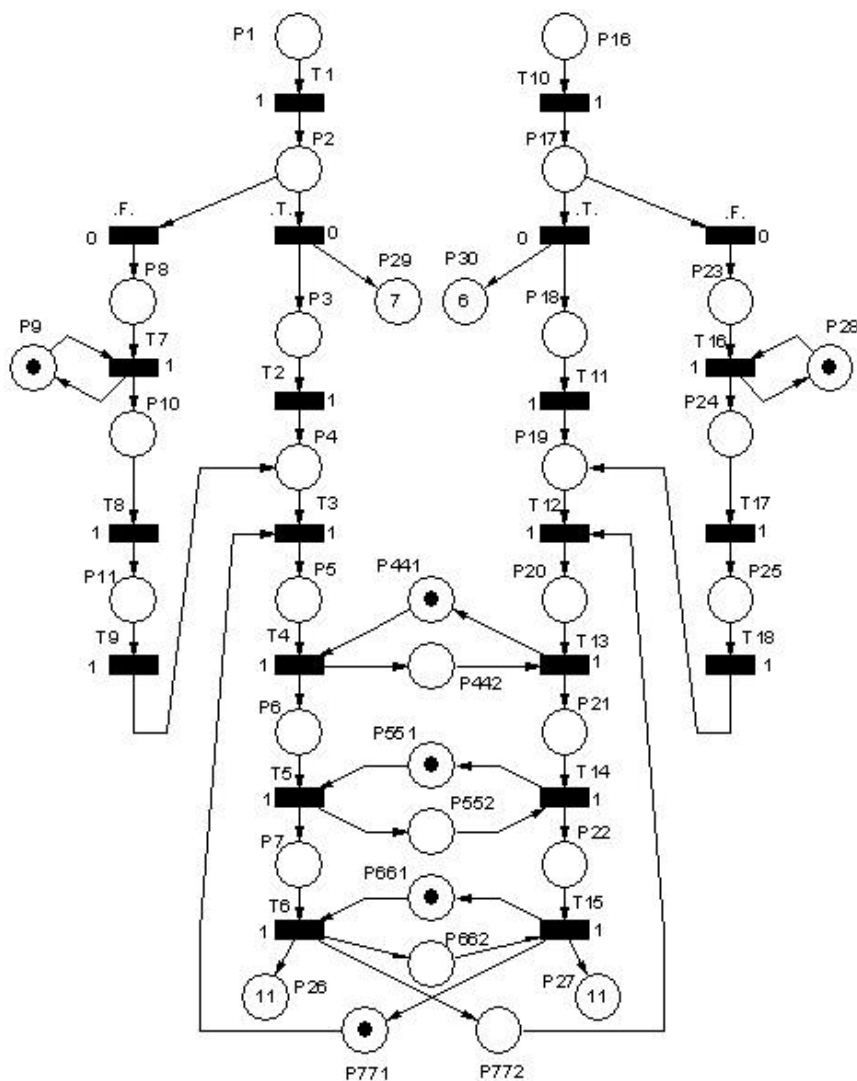 P1 P16
T1 T10
1 1
P2 P17
.F. .T. .T. .F.
0 0 0 0
P8 P29 P30 P23
P3 7 6 P18
P9 T7 T16 P28
1 1
T2 T11
P10 1 1 P24
P4 P19
T8 T3 T12 T17
1 1 1 1
P11 P5 P441 P20 P25
T9 T4 T13 T18
1 1 1 1
P442
P6 P21
P551
T5 T14
1 P552 1
P7 P22
P661
T6 T15
1 P662 1
11 P26 P27 11
P771 P772